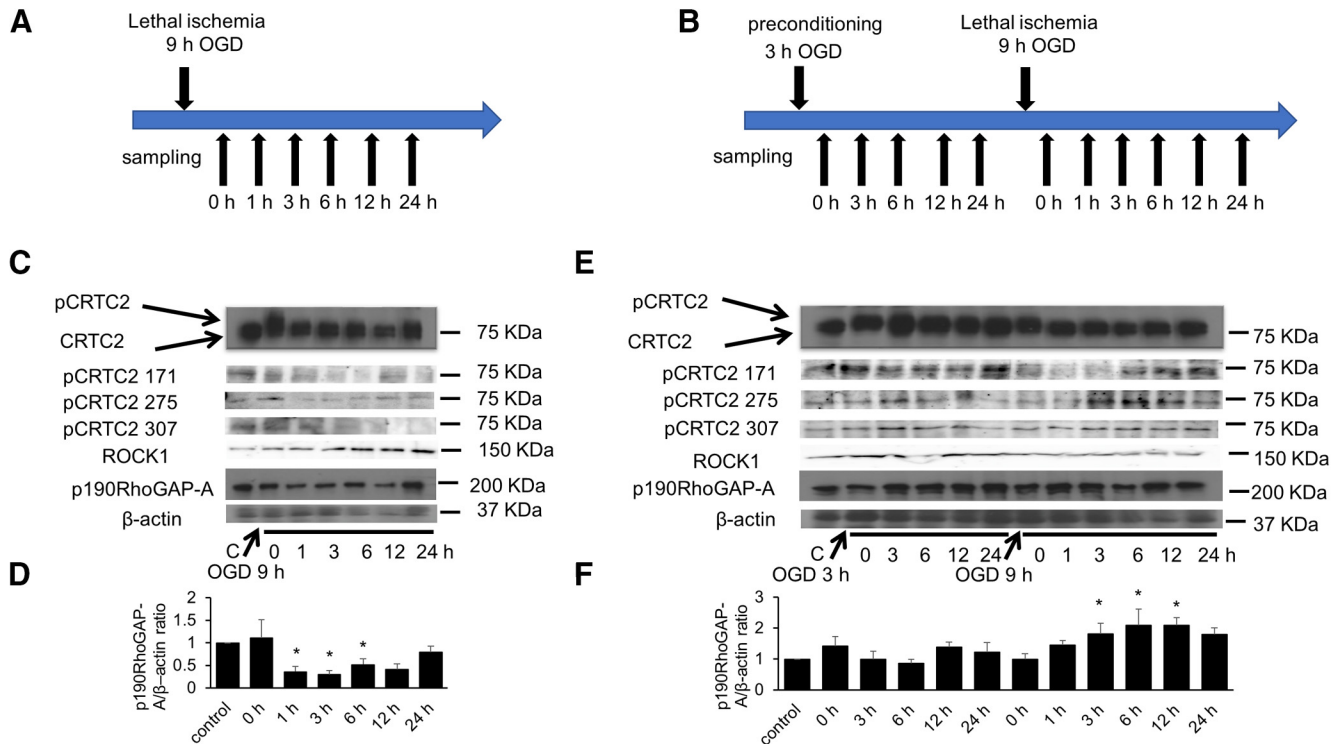 A
Lethal ischemia
9 h OGD
sampling
0 h 1 h 3 h 6 h 12 h 24 h
B
preconditioning
3 h OGD
Lethal ischemia
9 h OGD
sampling
0 h 3 h 6 h 12 h 24 h 0 h 1 h 3 h 6 h 12 h 24 h
C
pCRTC2
CRTC2
75 KDa
pCRTC2 171 75 KDa
pCRTC2 275 75 KDa
pCRTC2 307 75 KDa
ROCK1 150 KDa
p190RhoGAP-A 200 KDa
β-actin 37 KDa
C 0 1 3 6 12 24 h
OGD 9 h
E
pCRTC2
CRTC2
75 KDa
pCRTC2 171 75 KDa
pCRTC2 275 75 KDa
pCRTC2 307 75 KDa
ROCK1 150 KDa
p190RhoGAP-A 200 KDa
β-actin 37 KDa
C 0 3 6 12 24 0 1 3 6 12 24 h
OGD 3 h OGD 9 h
D
p190RhoGAP-
A/β–actin ratio
2
1.5
1
0.5
0
* * *
control 0 h 1 h 3 h 6 h 12 h 24 h
F
p190RhoGAP-
A/β-actin ratio
3
2
1
0
* * *
control 0 h 3 h 6 h 12 h 24 h 0 h 1 h 3 h 6 h 12 h 24 h